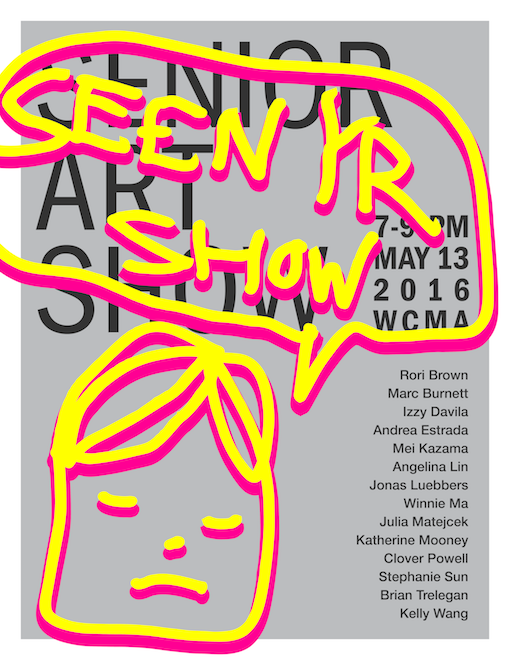 SENIOR
ART
SHOW
SEEN YR
SHOW
7-9 PM
MAY 13
2016
WCMA
Rori Brown
Marc Burnett
Izzy Davila
Andrea Estrada
Mei Kazama
Angelina Lin
Jonas Luebbers
Winnie Ma
Julia Matejcek
Katherine Mooney
Clover Powell
Stephanie Sun
Brian Trelegan
Kelly Wang